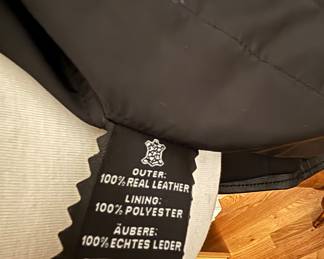 OUTER:
100% REAL LEATHER
LINING:
100% POLYESTER
ÄUBERE:
100% ECHTES LEDER